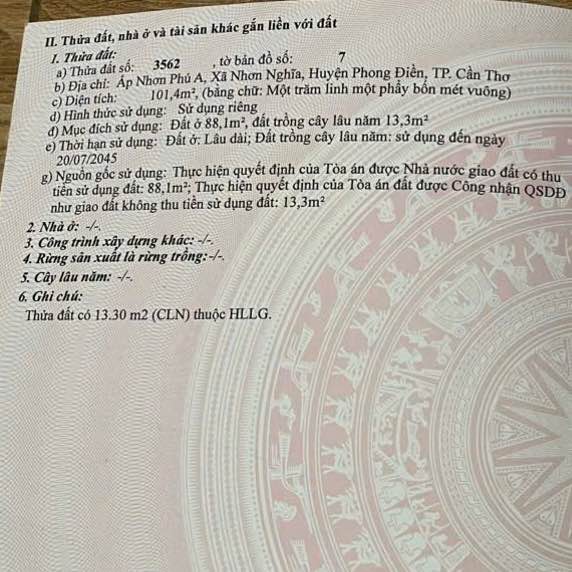 II. Thửa đất, nhà ở và tài sản khác gắn liền với đất
1. Thửa đất:
a) Thửa đất số: 3562 , tờ bản đồ số: 7
b) Địa chỉ: Ấp Nhơn Phú A, Xã Nhơn Nghĩa, Huyện Phong Điền, TP. Cần Thơ
c) Diện tích: 101,4m², (bằng chữ: Một trăm linh một phẩy bốn mét vuông)
d) Hình thức sử dụng: Sử dụng riêng
đ) Mục đích sử dụng: Đất ở 88,1m², đất trồng cây lâu năm 13,3m²
e) Thời hạn sử dụng: Đất ở: Lâu dài; Đất trồng cây lâu năm: sử dụng đến ngày
20/07/2045
g) Nguồn gốc sử dụng: Thực hiện quyết định của Tòa án được Nhà nước giao đất có thu
tiền sử dụng đất: 88,1m²; Thực hiện quyết định của Tòa án đất được Công nhận QSDĐ
như giao đất không thu tiền sử dụng đất: 13,3m²
2. Nhà ở: -/-.
3. Công trình xây dựng khác: -/-.
4. Rừng sản xuất là rừng trồng: -/-.
5. Cây lâu năm: -/-.
6. Ghi chú:
Thửa đất có 13.30 m2 (CLN) thuộc HLLG.